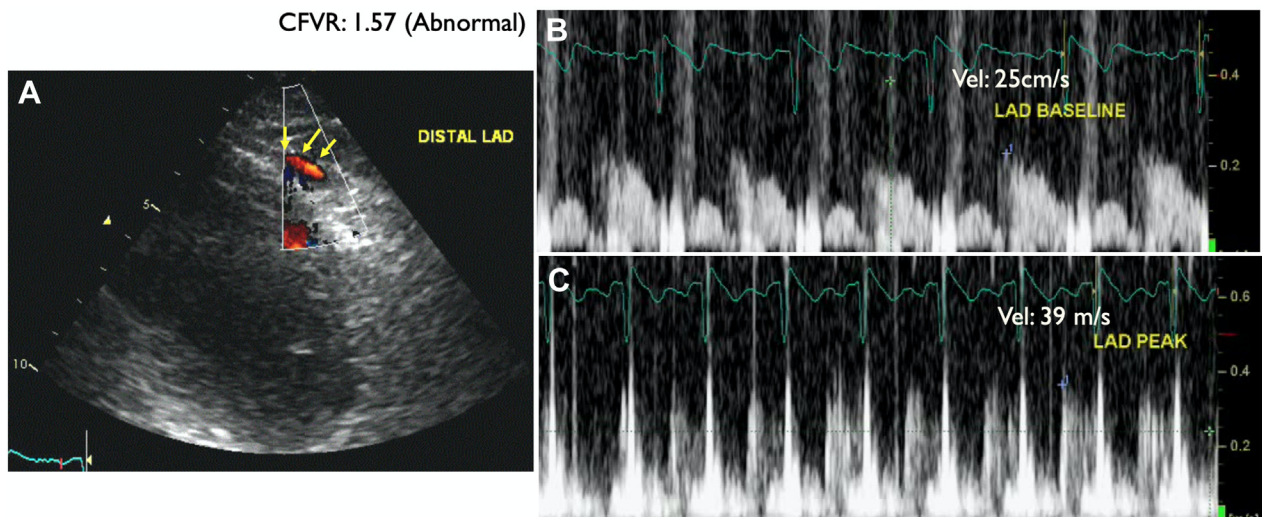 CFVR: 1.57 (Abnormal)
A
DISTAL LAD
5
10
B
Vel: 25cm/s
LAD BASELINE
0.4
0.2
C
0.6
Vel: 39 m/s
LAD PEAK
0.4
0.2